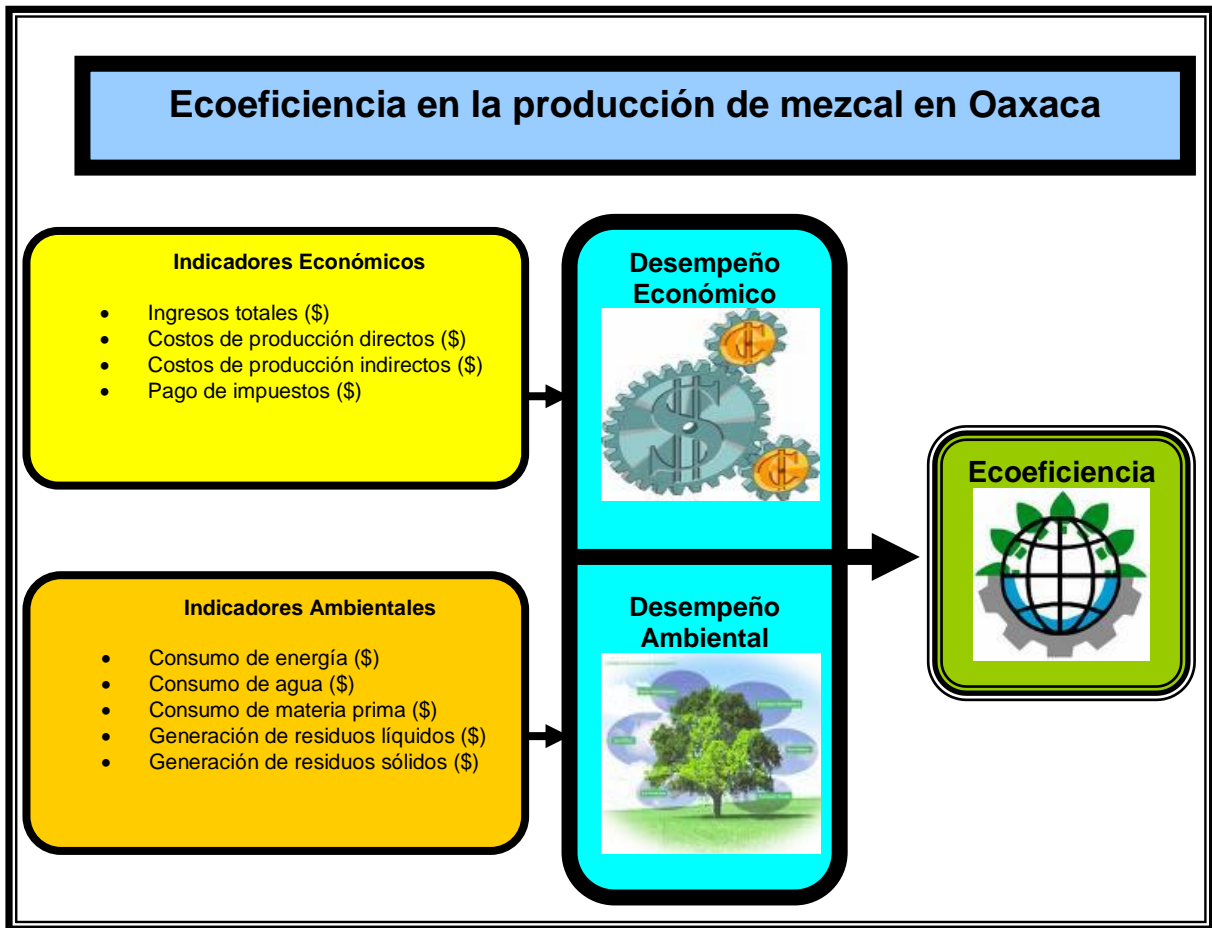 Ecoeficiencia en la producción de mezcal en Oaxaca
Indicadores Económicos
• Ingresos totales ($)
• Costos de producción directos ($)
• Costos de producción indirectos ($)
• Pago de impuestos ($)
Indicadores Ambientales
• Consumo de energía ($)
• Consumo de agua ($)
• Consumo de materia prima ($)
• Generación de residuos líquidos ($)
• Generación de residuos sólidos ($)
Desempeño
Económico
Desempeño
Ambiental
Ecoeficiencia